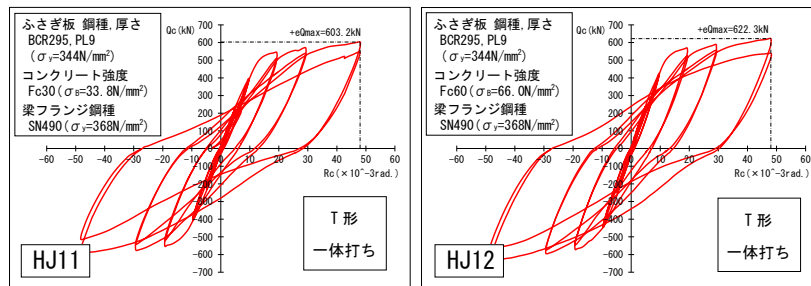 ふさぎ板 鋼種,厚さ
BCR295, PL9
(σy=344N/mm²)
コンクリート強度
Fc30(σB=33.8N/mm²)
梁フランジ鋼種
SN490(σy=368N/mm²)
Qc(kN)
+eQmax=603.2kN
700
600
500
400
300
200
100
0
-100
-200
-300
-400
-500
-600
-700
-60 -50 -40 -30 -20 -10 0 10 20 30 40 50 60
Rc(×10^-3rad.)
HJ11
T形
一体打ち
ふさぎ板 鋼種,厚さ
BCR295, PL9
(σy=344N/mm²)
コンクリート強度
Fc60(σB=66.0N/mm²)
梁フランジ鋼種
SN490(σy=368N/mm²)
Qc(kN)
+eQmax=622.3kN
700
600
500
400
300
200
100
0
-100
-200
-300
-400
-500
-600
-700
-60 -50 -40 -30 -20 -10 0 10 20 30 40 50 60
Rc(×10^-3rad.)
HJ12
T形
一体打ち